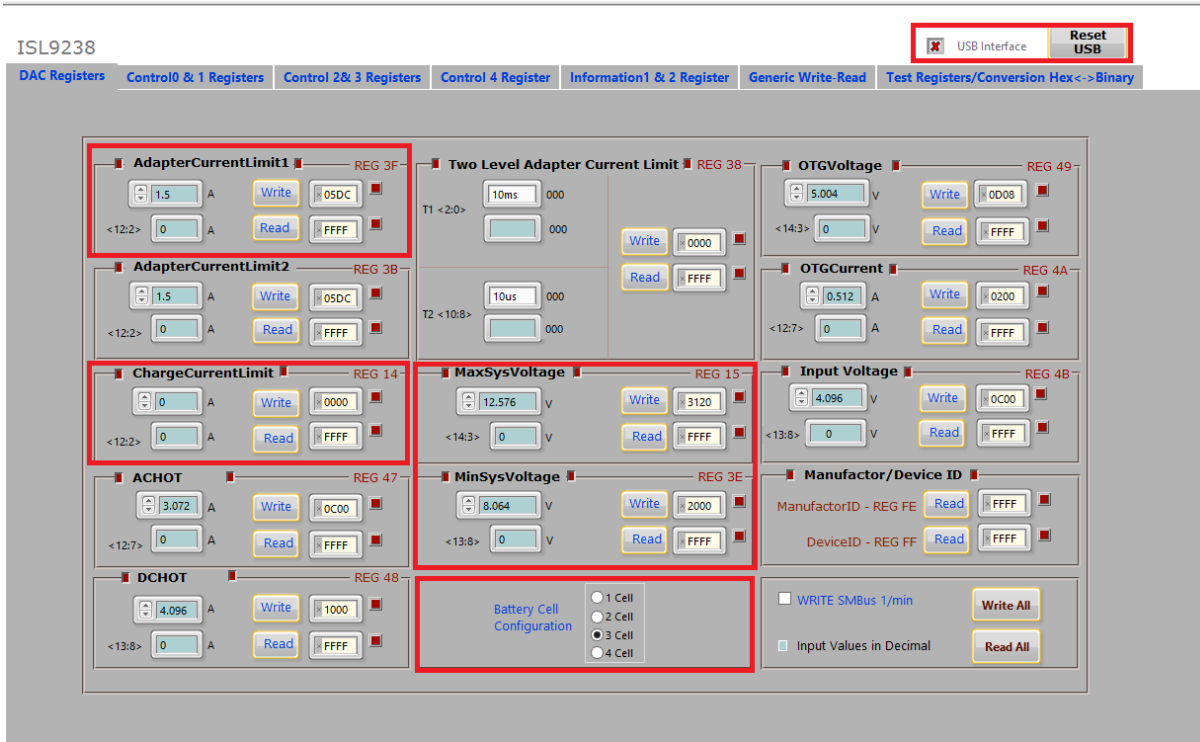 ISL9238
USB Interface
Reset USB
DAC Registers
Control0 & 1 Registers
Control 2& 3 Registers
Control 4 Register
Information1 & 2 Register
Generic Write-Read
Test Registers/Conversion Hex<->Binary
AdapterCurrentLimit1 REG 3F
1.5 A Write ×05DC
<12:2> 0 A Read ×FFFF
AdapterCurrentLimit2 REG 3B
1.5 A Write ×05DC
<12:2> 0 A Read ×FFFF
ChargeCurrentLimit REG 14
0 A Write ×0000
<12:2> 0 A Read ×FFFF
ACHOT REG 47
3.072 A Write ×0C00
<12:7> 0 A Read ×FFFF
DCHOT REG 48
4.096 A Write ×1000
<13:8> 0 A Read ×FFFF
Two Level Adapter Current Limit REG 38
10ms 000
T1 <2:0>
000
Write ×0000
Read ×FFFF
10us 000
T2 <10:8>
000
MaxSysVoltage REG 15
12.576 V Write ×3120
<14:3> 0 V Read ×FFFF
MinSysVoltage REG 3E
8.064 V Write ×2000
<13:8> 0 V Read ×FFFF
Battery Cell
Configuration
1 Cell
2 Cell
3 Cell
4 Cell
OTGVoltage REG 49
5.004 V Write ×0D08
<14:3> 0 V Read ×FFFF
OTGCurrent REG 4A
0.512 A Write ×0200
<12:7> 0 A Read ×FFFF
Input Voltage REG 4B
4.096 V Write ×0C00
<13:8> 0 V Read ×FFFF
Manufactor/Device ID
ManufactorID - REG FE Read ×FFFF
DeviceID - REG FF Read ×FFFF
WRITE SMBus 1/min Write All
Input Values in Decimal Read All